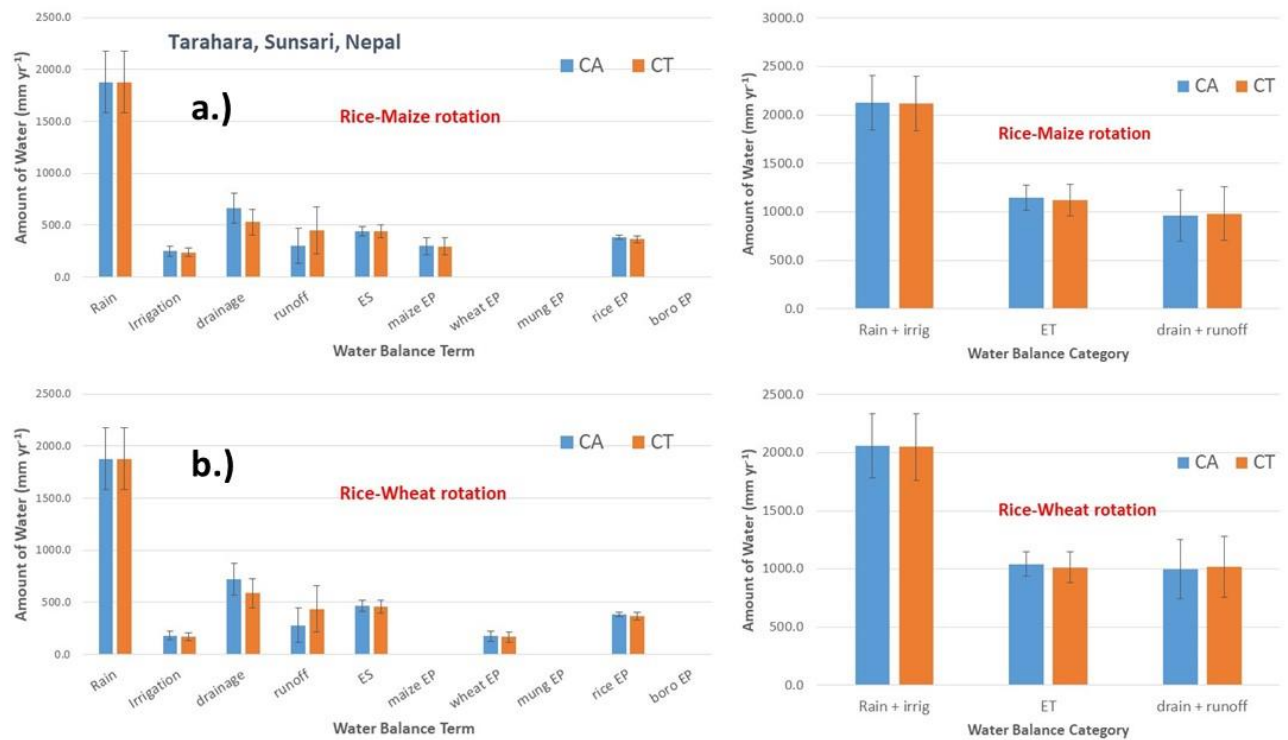 Tarahara, Sunsari, Nepal
CA CT
a.)
Rice-Maize rotation
Amount of Water (mm yr⁻¹)
2500.0
2000.0
1500.0
1000.0
500.0
0.0
Rain
Irrigation
drainage
runoff
ES
maize EP
wheat EP
mung EP
rice EP
boro EP
Water Balance Term
CA CT
Rice-Maize rotation
Amount of Water (mm yr⁻¹)
3000.0
2500.0
2000.0
1500.0
1000.0
500.0
0.0
Rain + irrig
ET
drain + runoff
Water Balance Category
CA CT
b.)
Rice-Wheat rotation
Amount of Water (mm yr⁻¹)
2500.0
2000.0
1500.0
1000.0
500.0
0.0
Rain
Irrigation
drainage
runoff
ES
maize EP
wheat EP
mung EP
rice EP
boro EP
Water Balance Term
CA CT
Rice-Wheat rotation
Amount of Water (mm yr⁻¹)
2500.0
2000.0
1500.0
1000.0
500.0
0.0
Rain + irrig
ET
drain + runoff
Water Balance Category